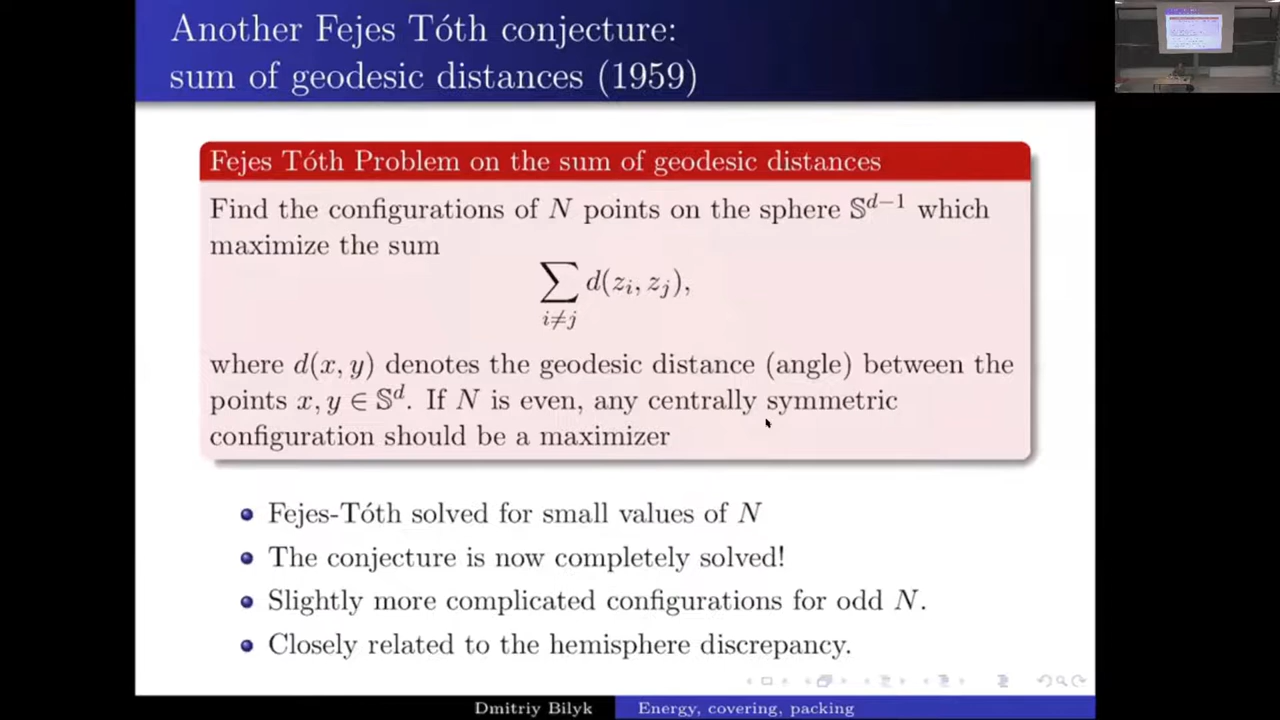 Another Fejes Tóth conjecture:
sum of geodesic distances (1959)
Fejes Tóth Problem on the sum of geodesic distances
Find the configurations of N points on the sphere 𝕊^{d−1} which
maximize the sum
∑_{i≠j} d(z_i, z_j),
where d(x, y) denotes the geodesic distance (angle) between the
points x, y ∈ 𝕊^d. If N is even, any centrally symmetric
configuration should be a maximizer
Fejes-Tóth solved for small values of N
The conjecture is now completely solved!
Slightly more complicated configurations for odd N.
Closely related to the hemisphere discrepancy.
Dmitriy Bilyk Energy, covering, packing